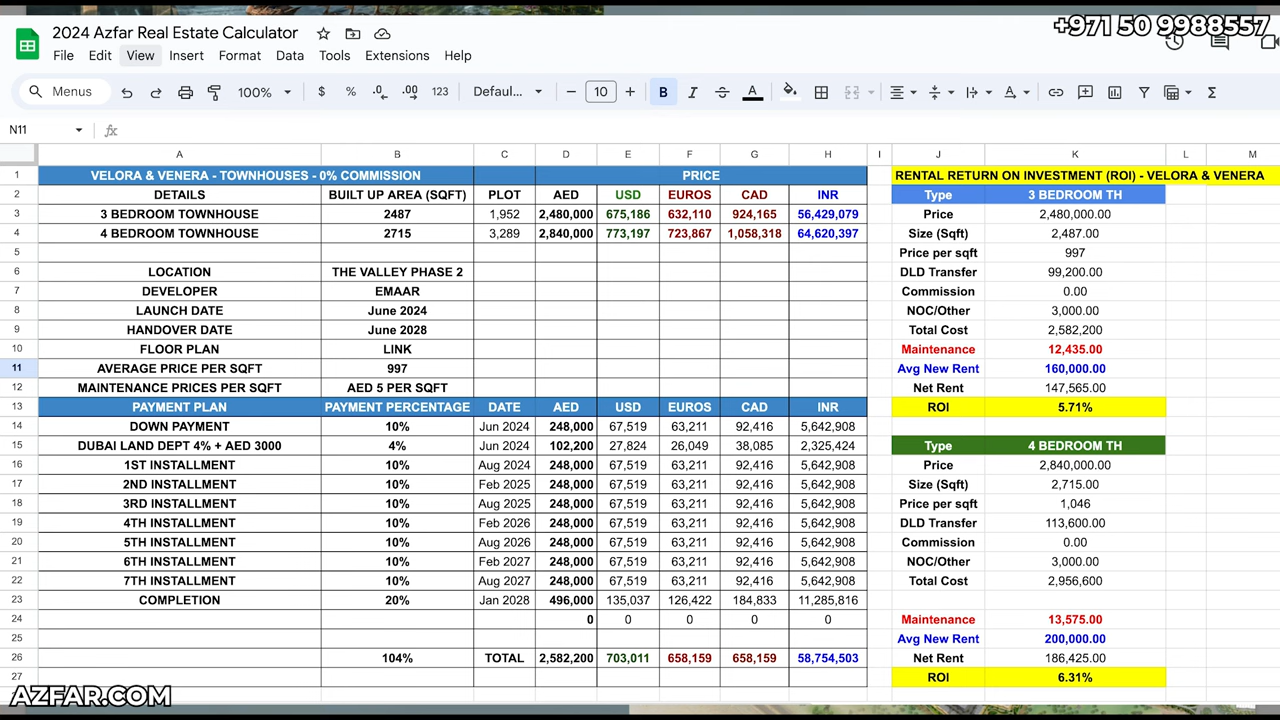 +971 50 9988557
2024 Azfar Real Estate Calculator
File Edit View Insert Format Data Tools Extensions Help
Menus 100% $ % .0 .00 123 Defaul... 10 B I A
N11 fx
A B C D E F G H I J K L M
1 VELORA & VENERA - TOWNHOUSES - 0% COMMISSION PRICE RENTAL RETURN ON INVESTMENT (ROI) - VELORA & VENERA
2 DETAILS BUILT UP AREA (SQFT) PLOT AED USD EUROS CAD INR Type 3 BEDROOM TH
3 3 BEDROOM TOWNHOUSE 2487 1,952 2,480,000 675,186 632,110 924,165 56,429,079 Price 2,480,000.00
4 4 BEDROOM TOWNHOUSE 2715 3,289 2,840,000 773,197 723,867 1,058,318 64,620,397 Size (Sqft) 2,487.00
5 Price per sqft 997
6 LOCATION THE VALLEY PHASE 2 DLD Transfer 99,200.00
7 DEVELOPER EMAAR Commission 0.00
8 LAUNCH DATE June 2024 NOC/Other 3,000.00
9 HANDOVER DATE June 2028 Total Cost 2,582,200
10 FLOOR PLAN LINK Maintenance 12,435.00
11 AVERAGE PRICE PER SQFT 997 Avg New Rent 160,000.00
12 MAINTENANCE PRICES PER SQFT AED 5 PER SQFT Net Rent 147,565.00
13 PAYMENT PLAN PAYMENT PERCENTAGE DATE AED USD EUROS CAD INR ROI 5.71%
14 DOWN PAYMENT 10% Jun 2024 248,000 67,519 63,211 92,416 5,642,908
15 DUBAI LAND DEPT 4% + AED 3000 4% Jun 2024 102,200 27,824 26,049 38,085 2,325,424 Type 4 BEDROOM TH
16 1ST INSTALLMENT 10% Aug 2024 248,000 67,519 63,211 92,416 5,642,908 Price 2,840,000.00
17 2ND INSTALLMENT 10% Feb 2025 248,000 67,519 63,211 92,416 5,642,908 Size (Sqft) 2,715.00
18 3RD INSTALLMENT 10% Aug 2025 248,000 67,519 63,211 92,416 5,642,908 Price per sqft 1,046
19 4TH INSTALLMENT 10% Feb 2026 248,000 67,519 63,211 92,416 5,642,908 DLD Transfer 113,600.00
20 5TH INSTALLMENT 10% Aug 2026 248,000 67,519 63,211 92,416 5,642,908 Commission 0.00
21 6TH INSTALLMENT 10% Feb 2027 248,000 67,519 63,211 92,416 5,642,908 NOC/Other 3,000.00
22 7TH INSTALLMENT 10% Aug 2027 248,000 67,519 63,211 92,416 5,642,908 Total Cost 2,956,600
23 COMPLETION 20% Jan 2028 496,000 135,037 126,422 184,833 11,285,816
24 0 0 0 0 0 Maintenance 13,575.00
25 Avg New Rent 200,000.00
26 104% TOTAL 2,582,200 703,011 658,159 658,159 58,754,503 Net Rent 186,425.00
27 ROI 6.31%
AZFAR.COM